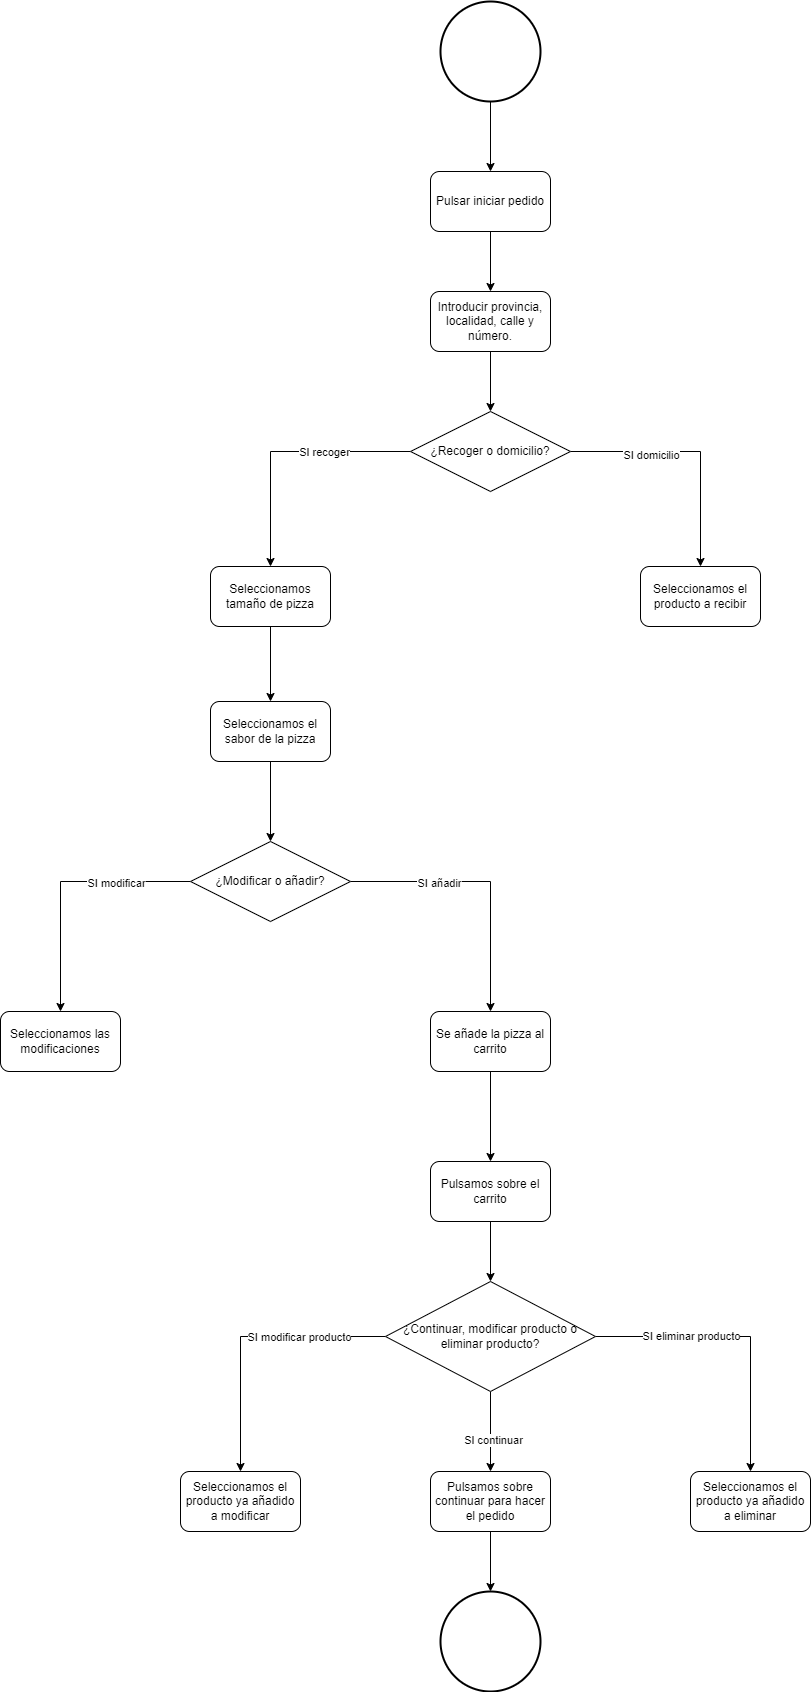 Pulsar iniciar pedido
Introducir provincia,
localidad, calle y
número.
¿Recoger o domicilio?
SI recoger
SI domicilio
Seleccionamos
tamaño de pizza
Seleccionamos el
producto a recibir
Seleccionamos el
sabor de la pizza
¿Modificar o añadir?
SI modificar
SI añadir
Seleccionamos las
modificaciones
Se añade la pizza al
carrito
Pulsamos sobre el
carrito
¿Continuar, modificar producto o
eliminar producto?
SI modificar producto
SI eliminar producto
SI continuar
Seleccionamos el
producto ya añadido
a modificar
Pulsamos sobre
continuar para hacer
el pedido
Seleccionamos el
producto ya añadido
a eliminar